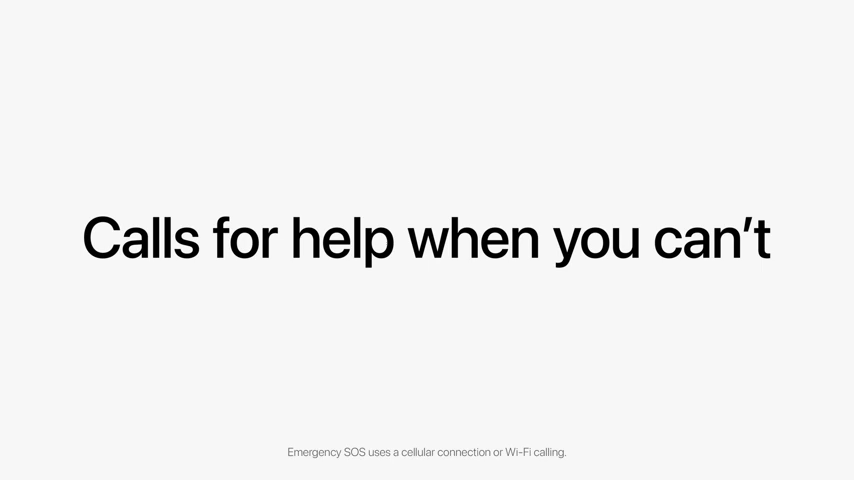 Calls for help when you can’t
Emergency SOS uses a cellular connection or Wi-Fi calling.